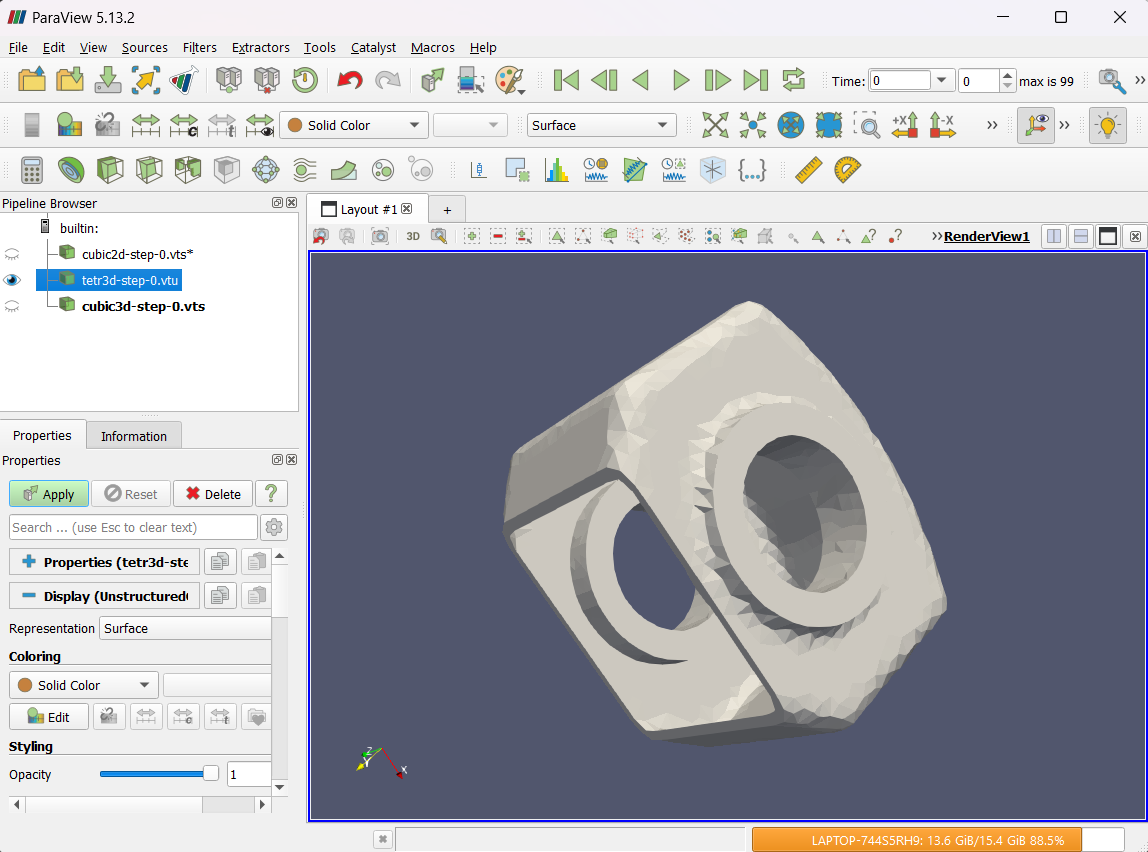 ParaView 5.13.2
File Edit View Sources Filters Extractors Tools Catalyst Macros Help
Time: 0 0 max is 99
Solid Color Surface +X -X
Pipeline Browser
Layout #1 +
builtin:
3D RenderView1
cubic2d-step-0.vts*
tetr3d-step-0.vtu
cubic3d-step-0.vts
Properties Information
Properties
Apply Reset Delete ?
Search ... (use Esc to clear text)
Properties (tetr3d-ste
Display (Unstructured
Representation Surface
Coloring
Solid Color
Edit
Styling
Opacity 1
Z
Y
X
LAPTOP-744S5RH9: 13.6 GiB/15.4 GiB 88.5%